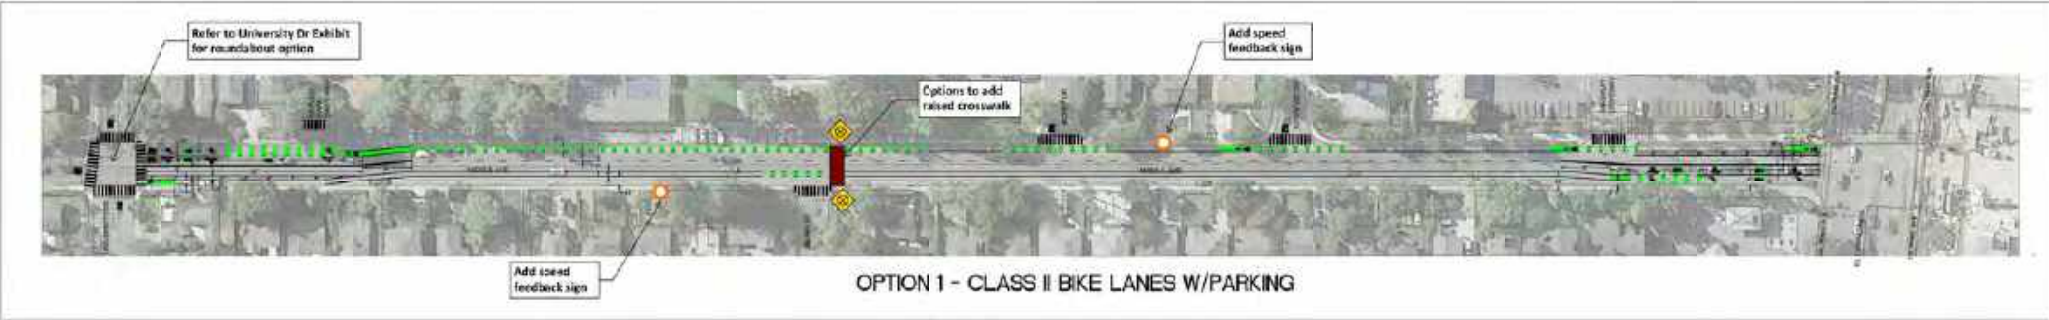 Refer to University Dr Exhibit
for roundabout option
Add speed
feedback sign
Options to add
raised crosswalk
Add speed
feedback sign
OPTION 1 - CLASS II BIKE LANES W/PARKING